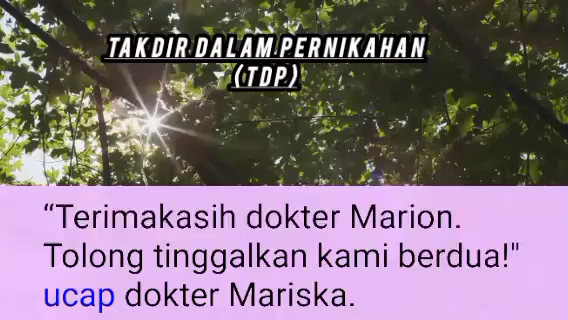 TAKDIR DALAM PERNIKAHAN
(TDP)
“Terimakasih dokter Marion.
Tolong tinggalkan kami berdua!"
ucap dokter Mariska.